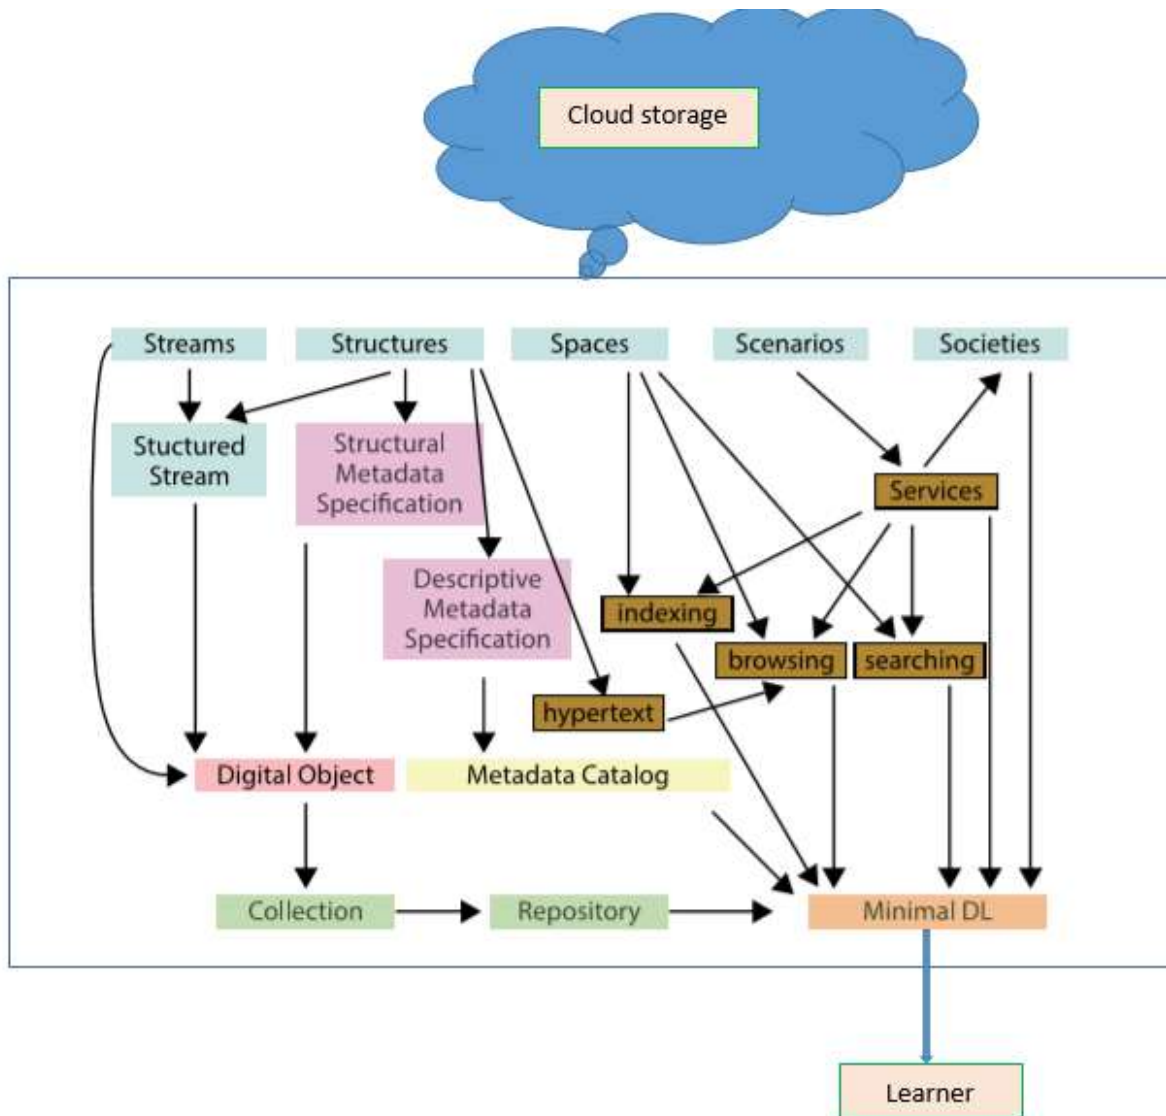 Cloud storage
Streams
Structures
Spaces
Scenarios
Societies
Stuctured
Stream
Structural
Metadata
Specification
Services
Descriptive
Metadata
Specification
indexing
browsing
searching
hypertext
Digital Object
Metadata Catalog
Collection
Repository
Minimal DL
Learner